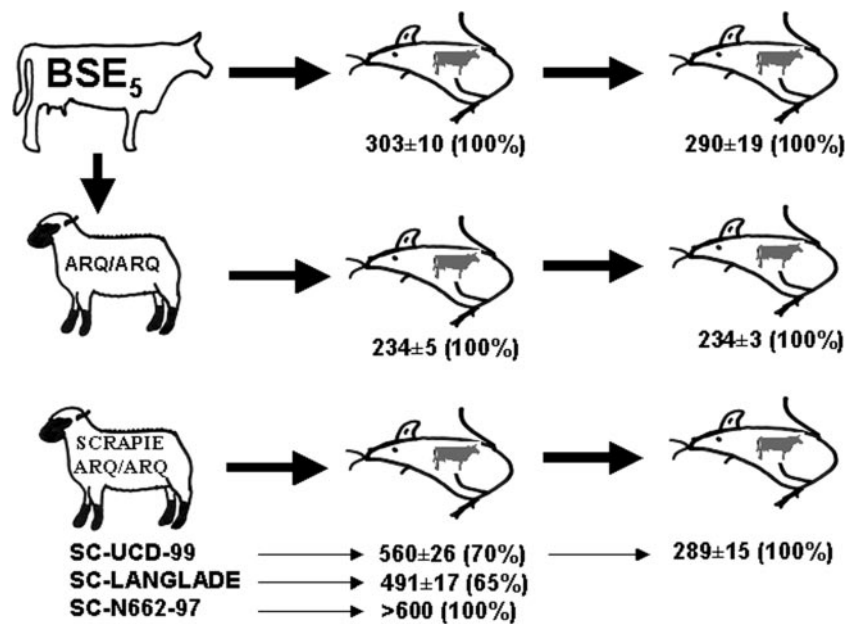 BSE5
303±10 (100%)
290±19 (100%)
ARQ/ARQ
234±5 (100%)
234±3 (100%)
SCRAPIE
ARQ/ARQ
SC-UCD-99 560±26 (70%) 289±15 (100%)
SC-LANGLADE 491±17 (65%)
SC-N662-97 >600 (100%)